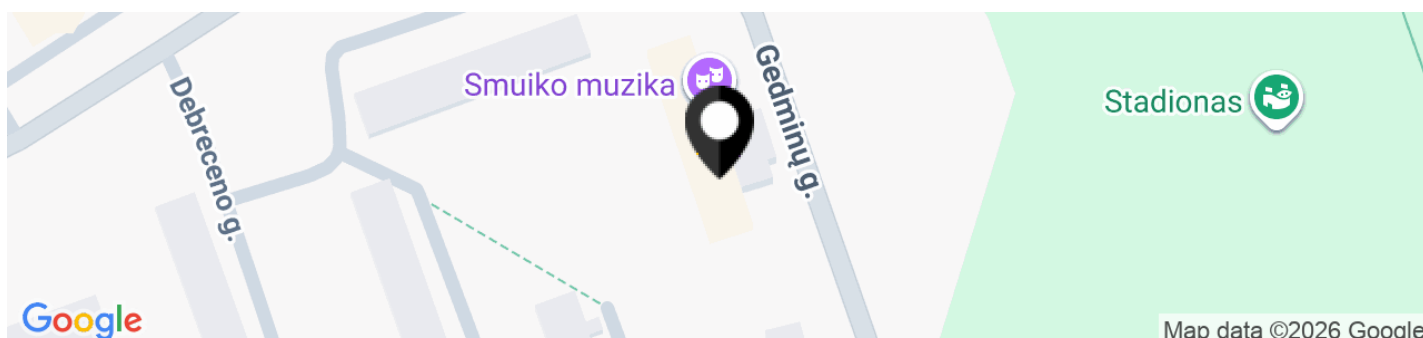 Smuiko muzika
Gedminų g.
Stadionas
Debreceno g.
Google
Map data ©2026 Google